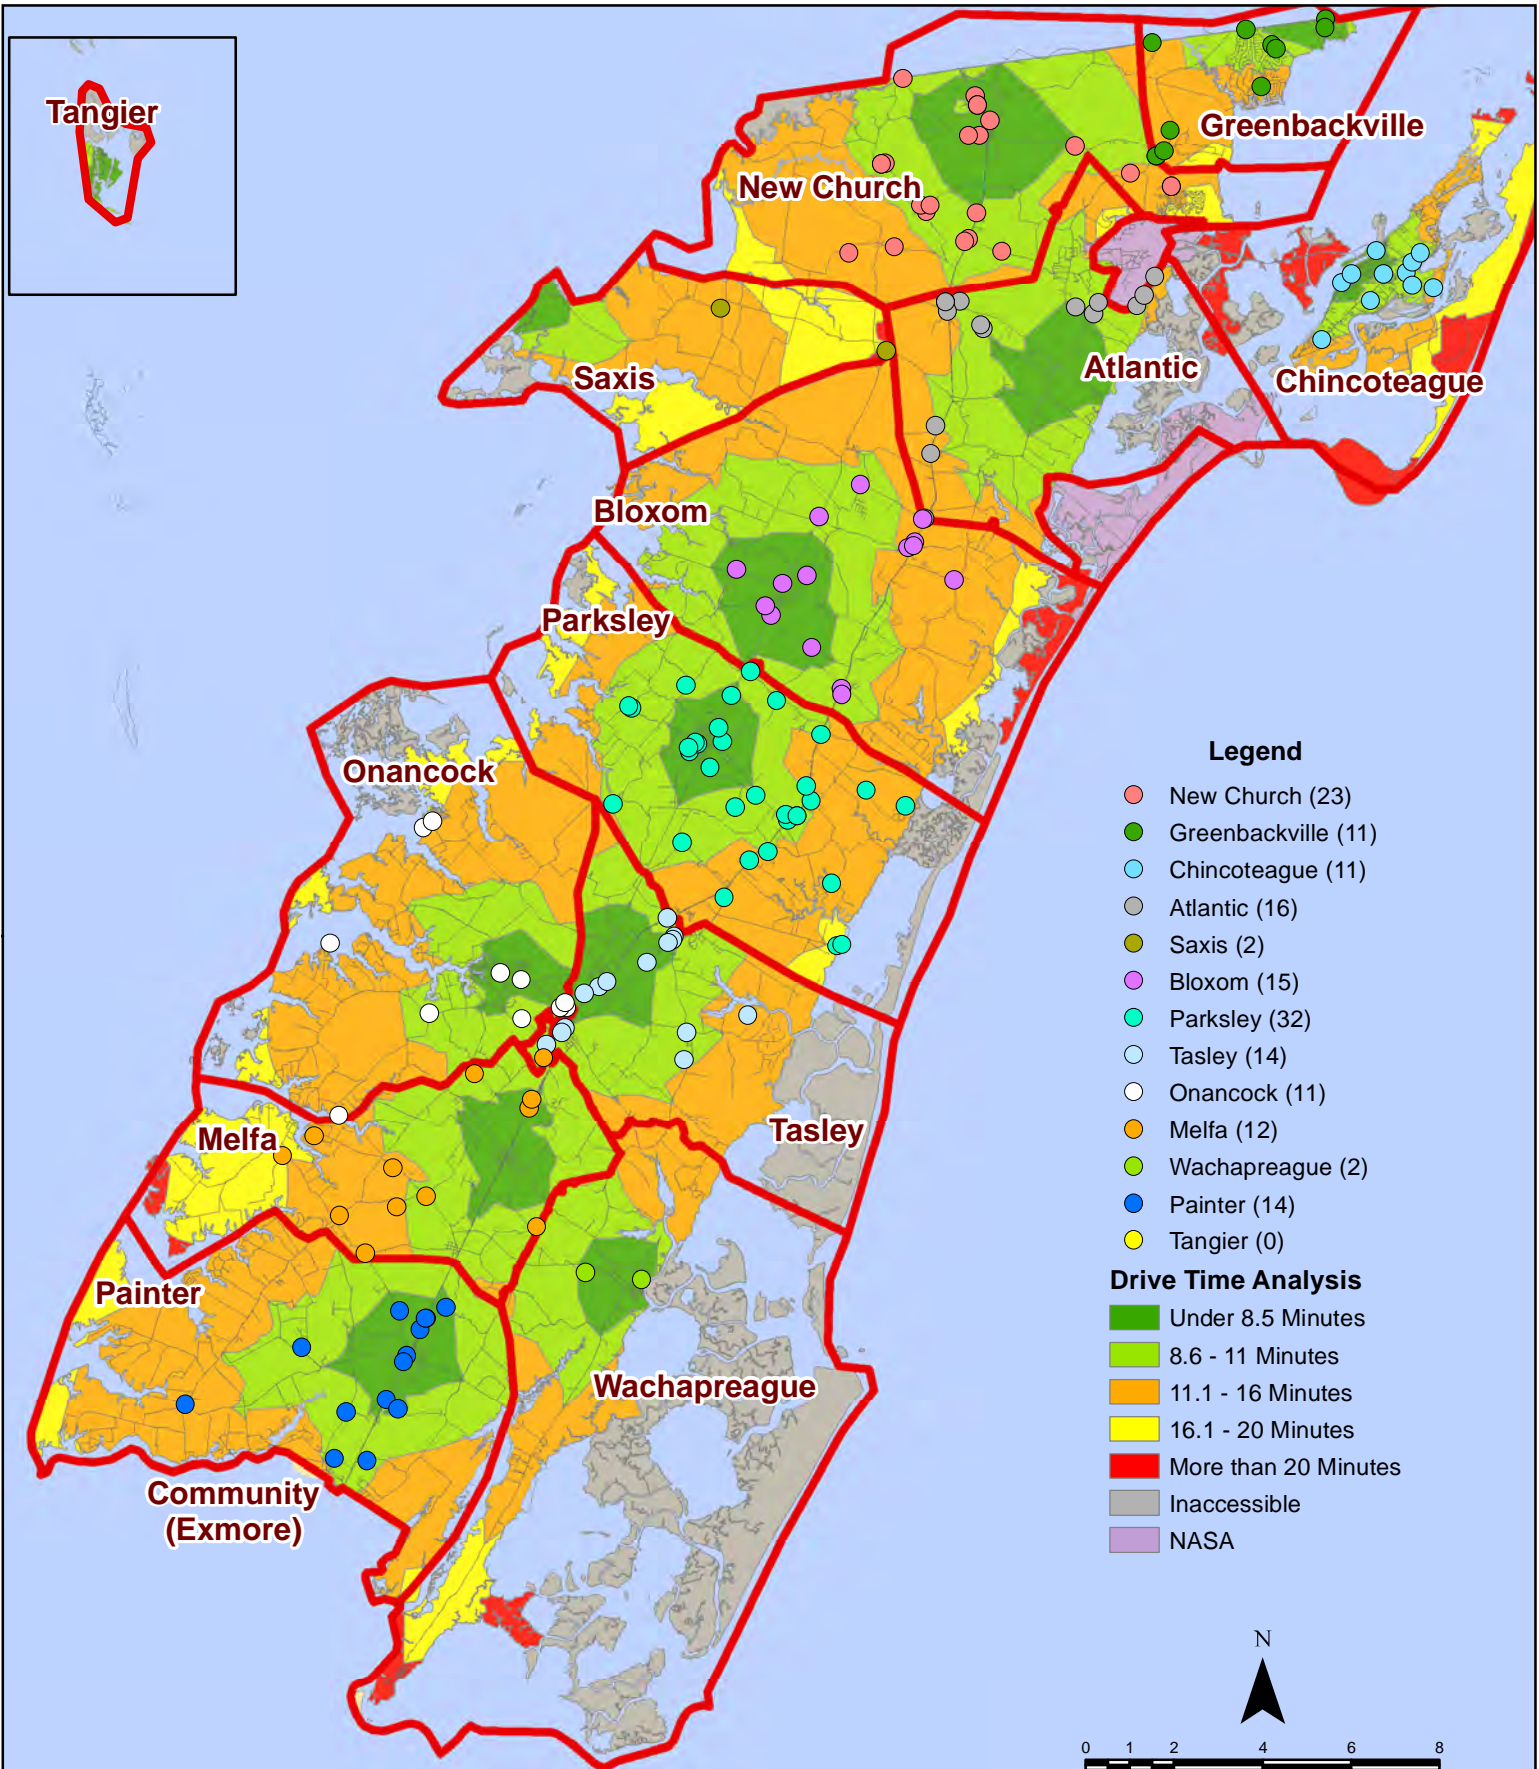 Tangier
Greenbackville
New Church
Atlantic
Chincoteague
Saxis
Bloxom
Parksley
Onancock
Melfa
Tasley
Painter
Wachapreague
Community
(Exmore)
Legend
New Church (23)
Greenbackville (11)
Chincoteague (11)
Atlantic (16)
Saxis (2)
Bloxom (15)
Parksley (32)
Tasley (14)
Onancock (11)
Melfa (12)
Wachapreague (2)
Painter (14)
Tangier (0)
Drive Time Analysis
Under 8.5 Minutes
8.6 - 11 Minutes
11.1 - 16 Minutes
16.1 - 20 Minutes
More than 20 Minutes
Inaccessible
NASA
N
0 1 2 4 6 8